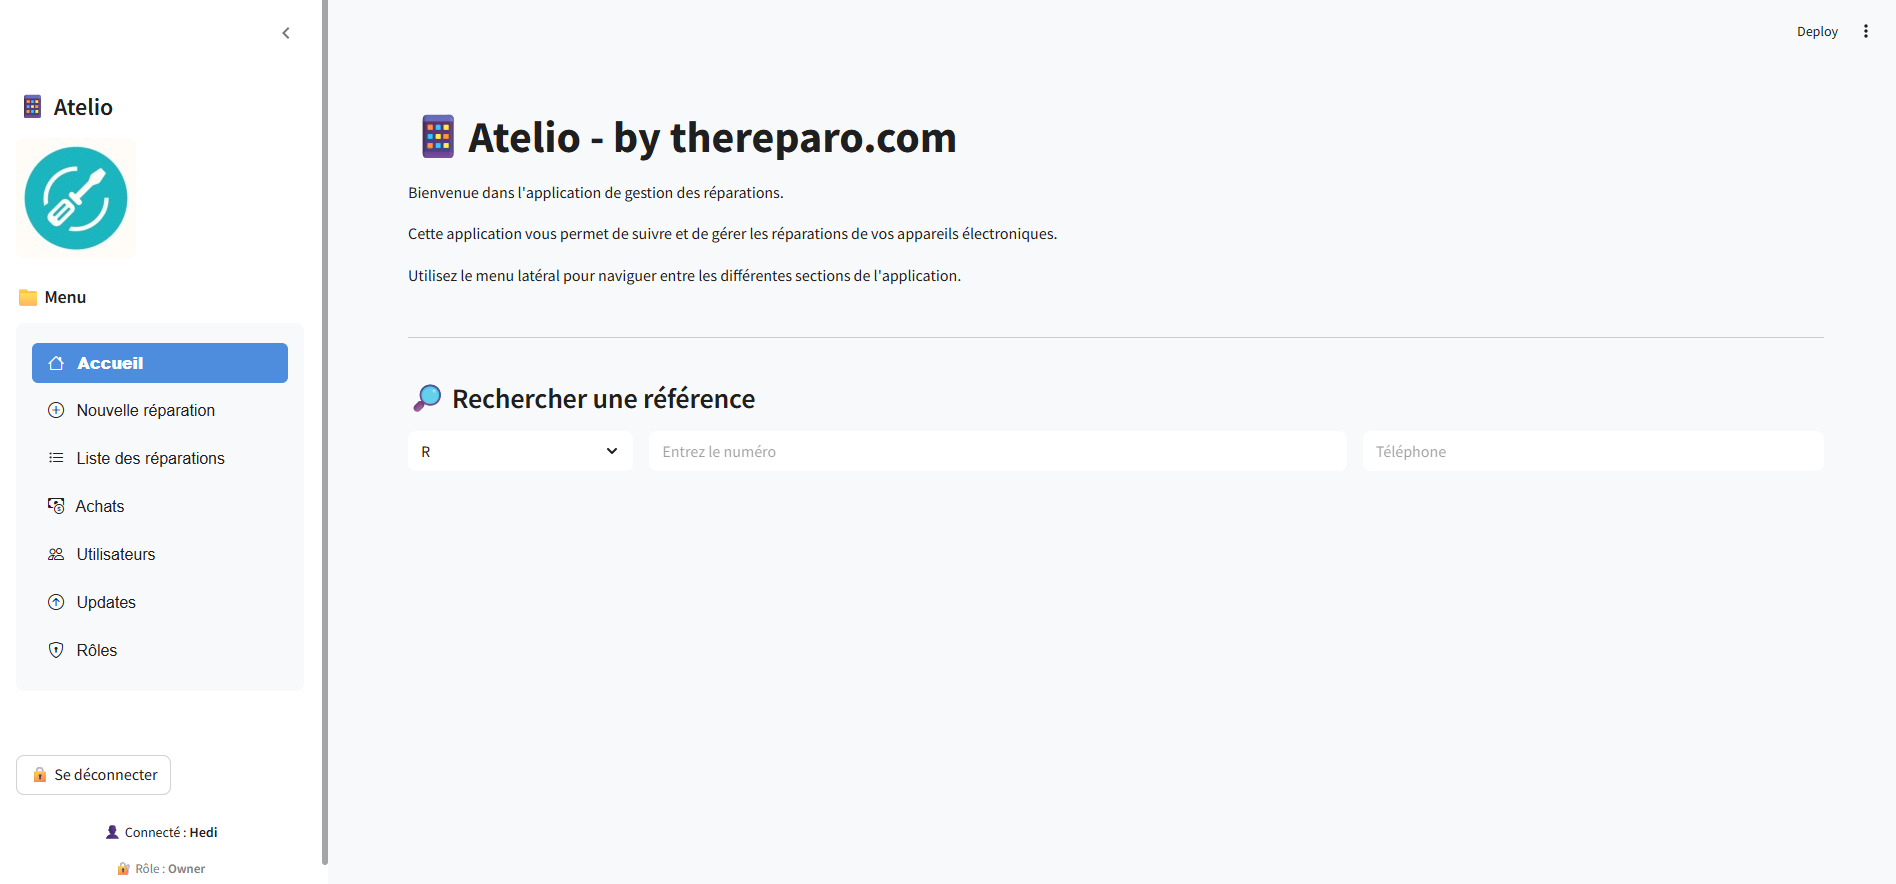 Deploy
Atelio
Menu
Accueil
Nouvelle réparation
Liste des réparations
Achats
Utilisateurs
Updates
Rôles
Se déconnecter
Connecté : Hedi
Rôle : Owner
Atelio - by thereparo.com
Bienvenue dans l'application de gestion des réparations.
Cette application vous permet de suivre et de gérer les réparations de vos appareils électroniques.
Utilisez le menu latéral pour naviguer entre les différentes sections de l'application.
Rechercher une référence
R
Entrez le numéro
Téléphone